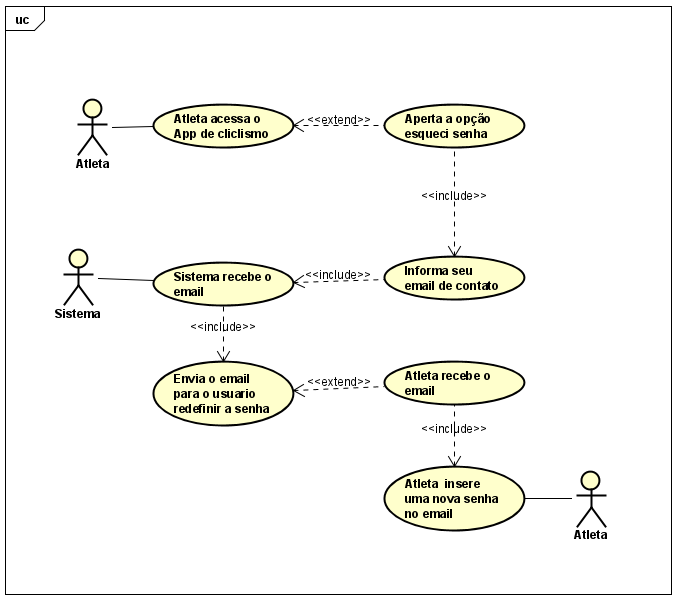 uc
Atleta acessa o
App de cliclismo
<<extend>>
Aperta a opção
esqueci senha
Atleta
<<include>>
Sistema recebe o
email
<<include>>
Informa seu
email de contato
Sistema
<<include>>
Envia o email
para o usuario
redefinir a senha
<<extend>>
Atleta recebe o
email
<<include>>
Atleta insere
uma nova senha
no email
Atleta